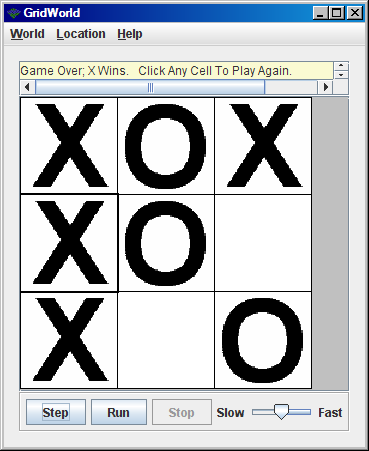 GridWorld
World Location Help
Game Over; X Wins. Click Any Cell To Play Again.
X O X
X O
X O
Step Run Stop Slow Fast